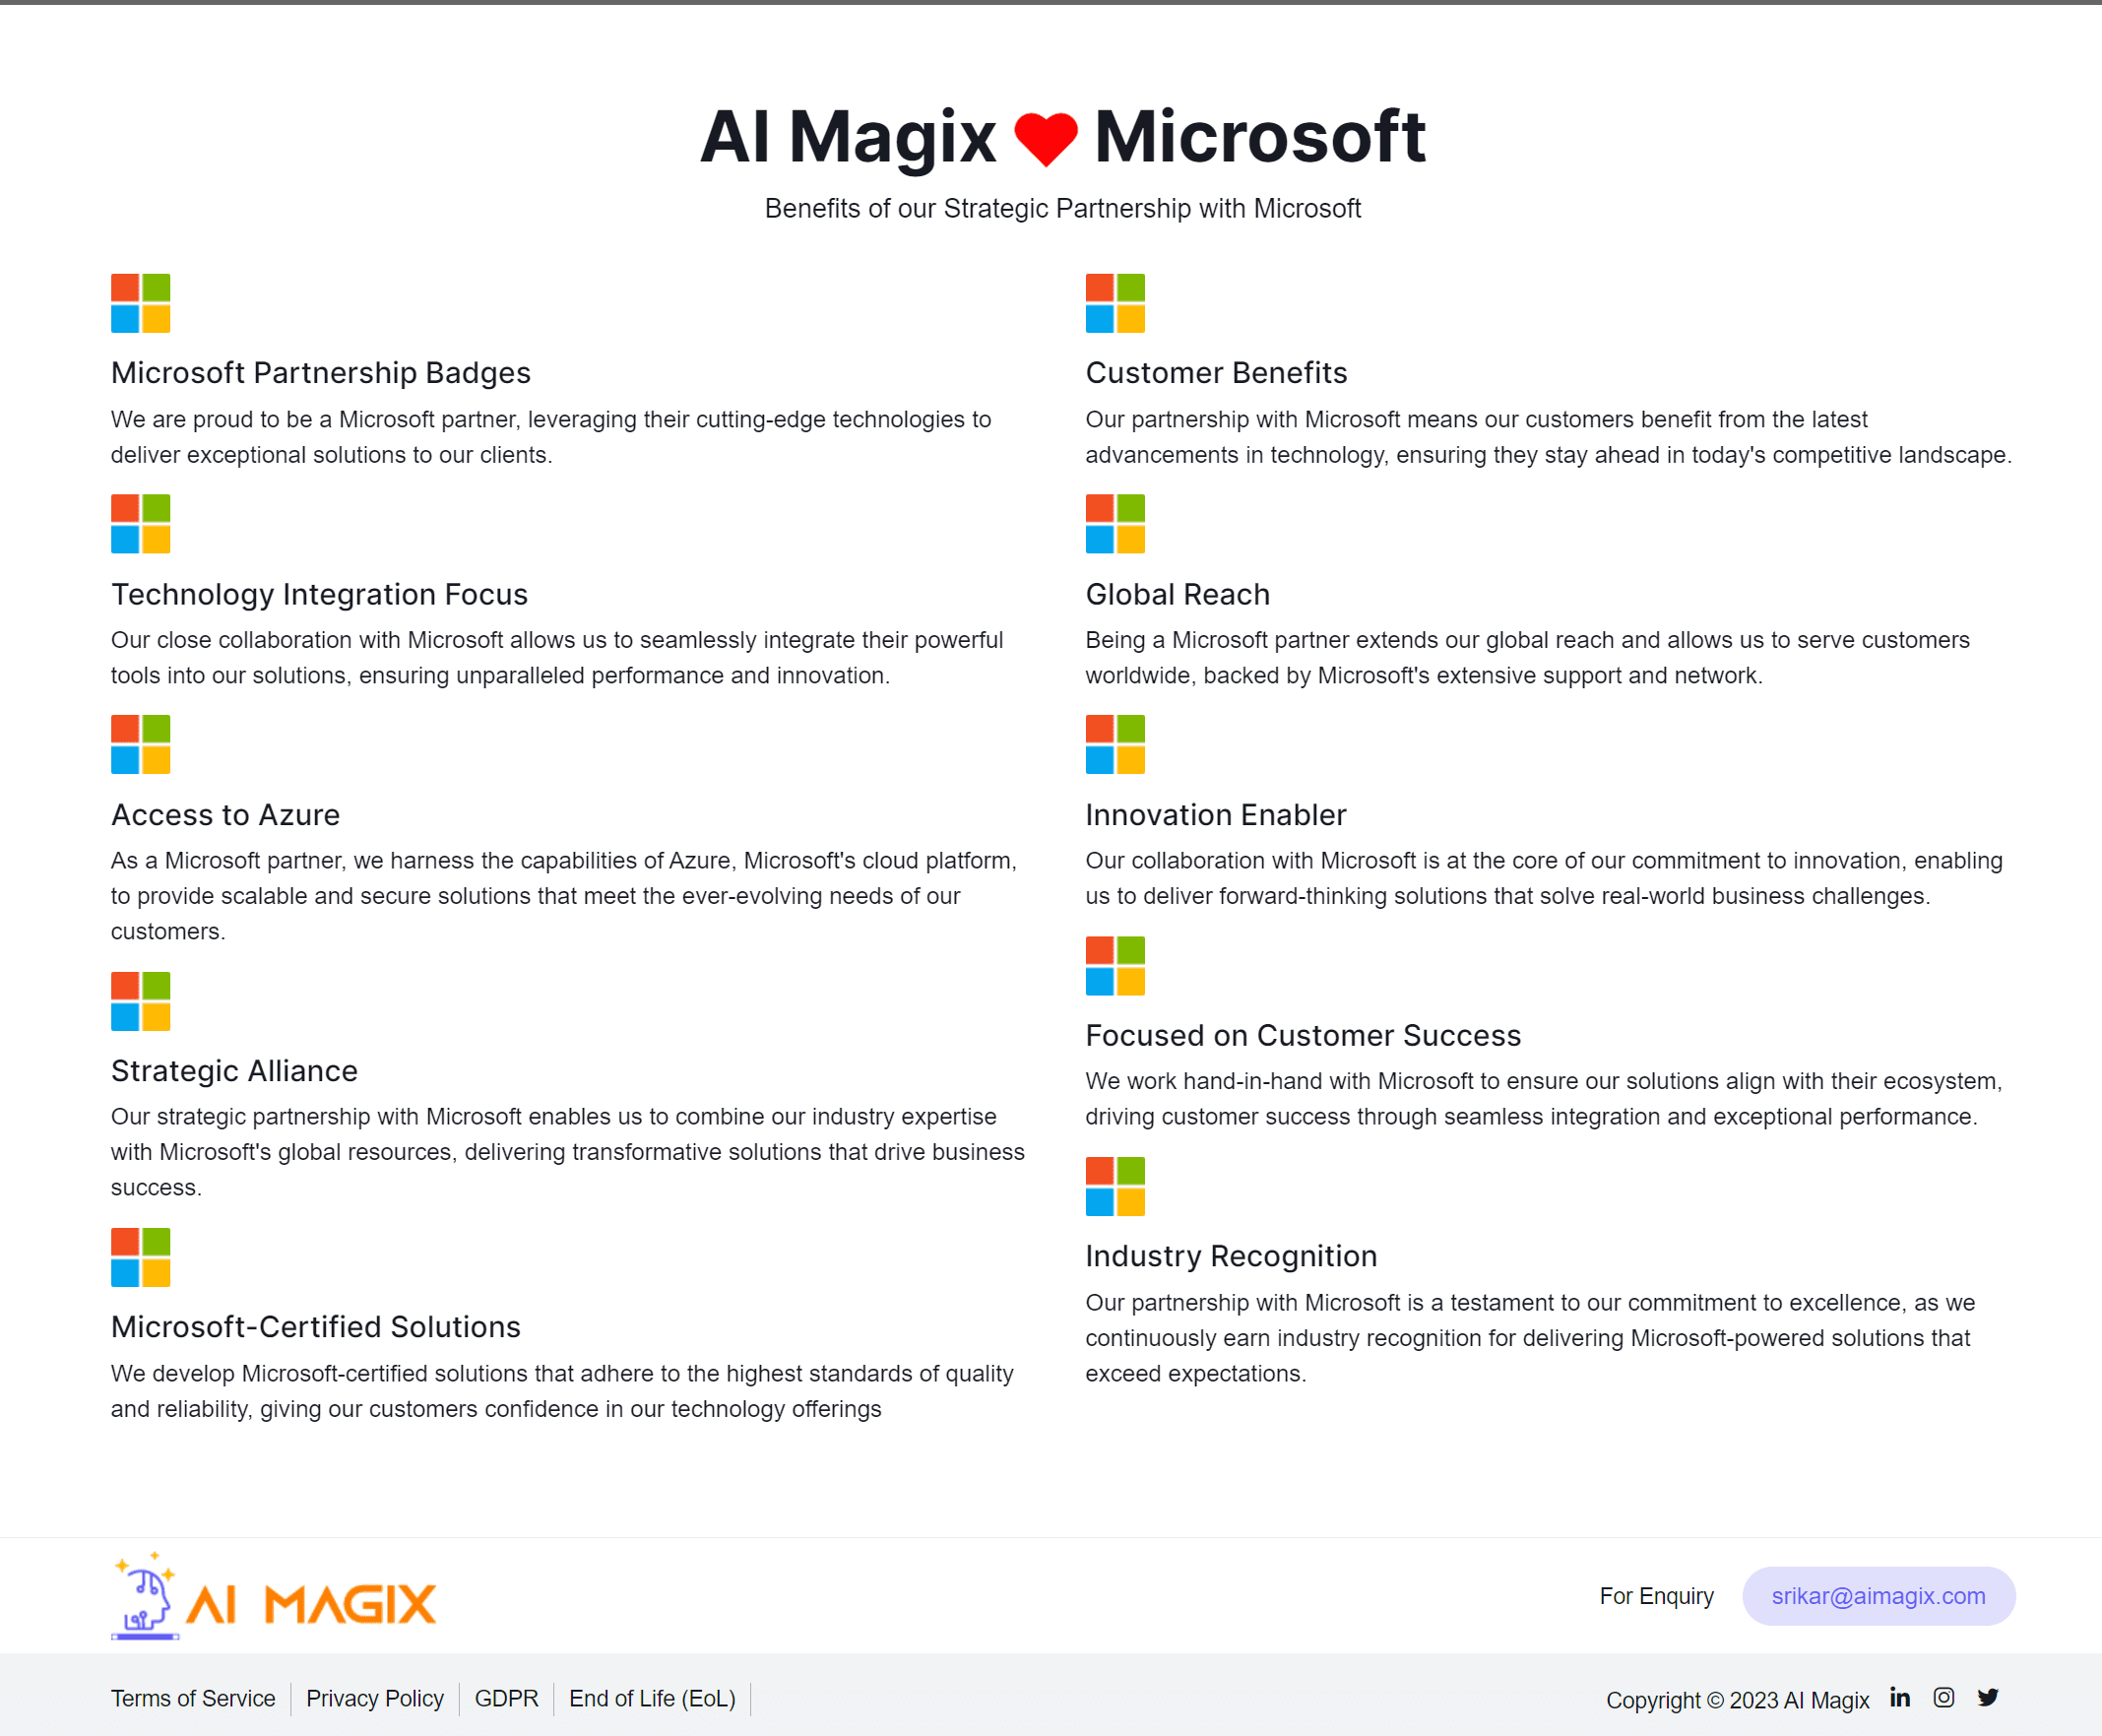 AI Magix Microsoft
Benefits of our Strategic Partnership with Microsoft
Microsoft Partnership Badges
We are proud to be a Microsoft partner, leveraging their cutting-edge technologies to
deliver exceptional solutions to our clients.
Technology Integration Focus
Our close collaboration with Microsoft allows us to seamlessly integrate their powerful
tools into our solutions, ensuring unparalleled performance and innovation.
Access to Azure
As a Microsoft partner, we harness the capabilities of Azure, Microsoft's cloud platform,
to provide scalable and secure solutions that meet the ever-evolving needs of our
customers.
Strategic Alliance
Our strategic partnership with Microsoft enables us to combine our industry expertise
with Microsoft's global resources, delivering transformative solutions that drive business
success.
Microsoft-Certified Solutions
We develop Microsoft-certified solutions that adhere to the highest standards of quality
and reliability, giving our customers confidence in our technology offerings
Customer Benefits
Our partnership with Microsoft means our customers benefit from the latest
advancements in technology, ensuring they stay ahead in today's competitive landscape.
Global Reach
Being a Microsoft partner extends our global reach and allows us to serve customers
worldwide, backed by Microsoft's extensive support and network.
Innovation Enabler
Our collaboration with Microsoft is at the core of our commitment to innovation, enabling
us to deliver forward-thinking solutions that solve real-world business challenges.
Focused on Customer Success
We work hand-in-hand with Microsoft to ensure our solutions align with their ecosystem,
driving customer success through seamless integration and exceptional performance.
Industry Recognition
Our partnership with Microsoft is a testament to our commitment to excellence, as we
continuously earn industry recognition for delivering Microsoft-powered solutions that
exceed expectations.
AI MAGIX
For Enquiry srikar@aimagix.com
Terms of Service Privacy Policy GDPR End of Life (EoL)
Copyright © 2023 AI Magix